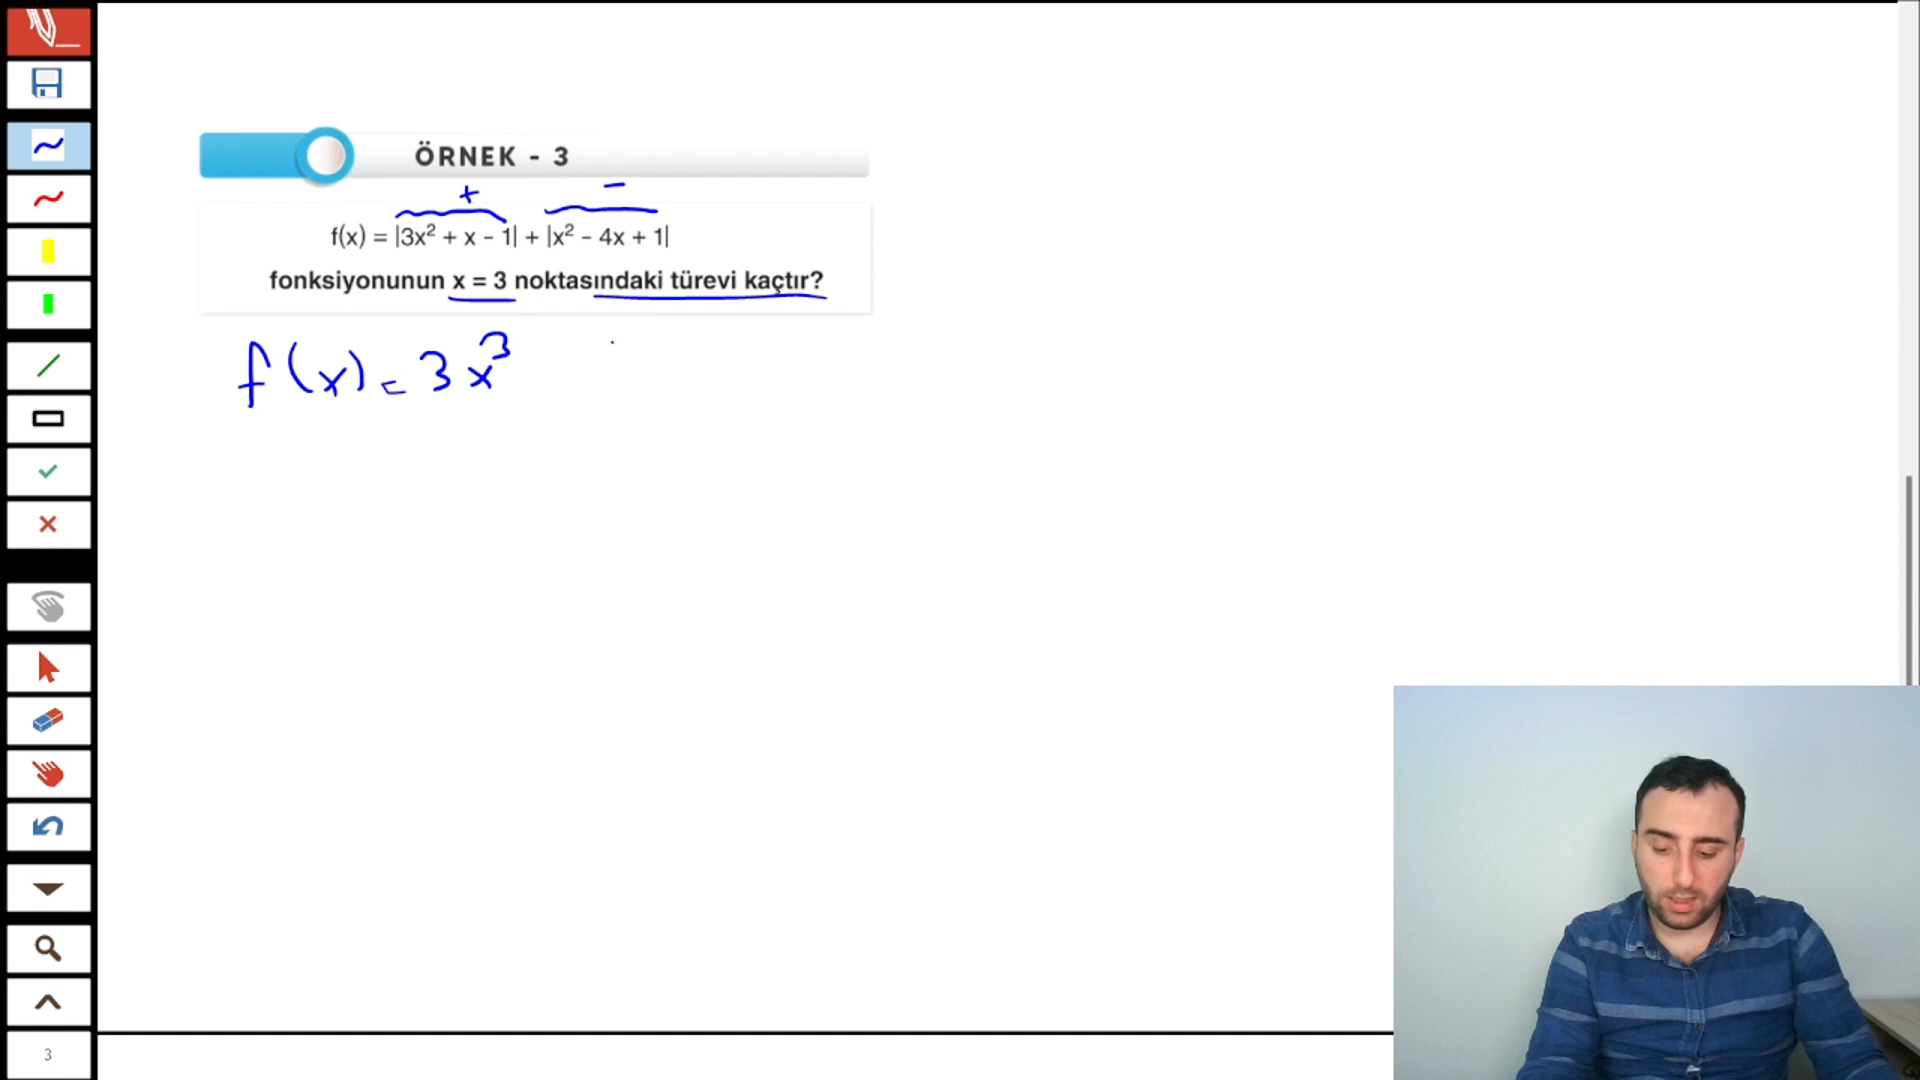 ÖRNEK - 3
+ −
f(x) = |3x² + x – 1| + |x² – 4x + 1|
fonksiyonunun x = 3 noktasındaki türevi kaçtır?
f(x) = 3x³
3